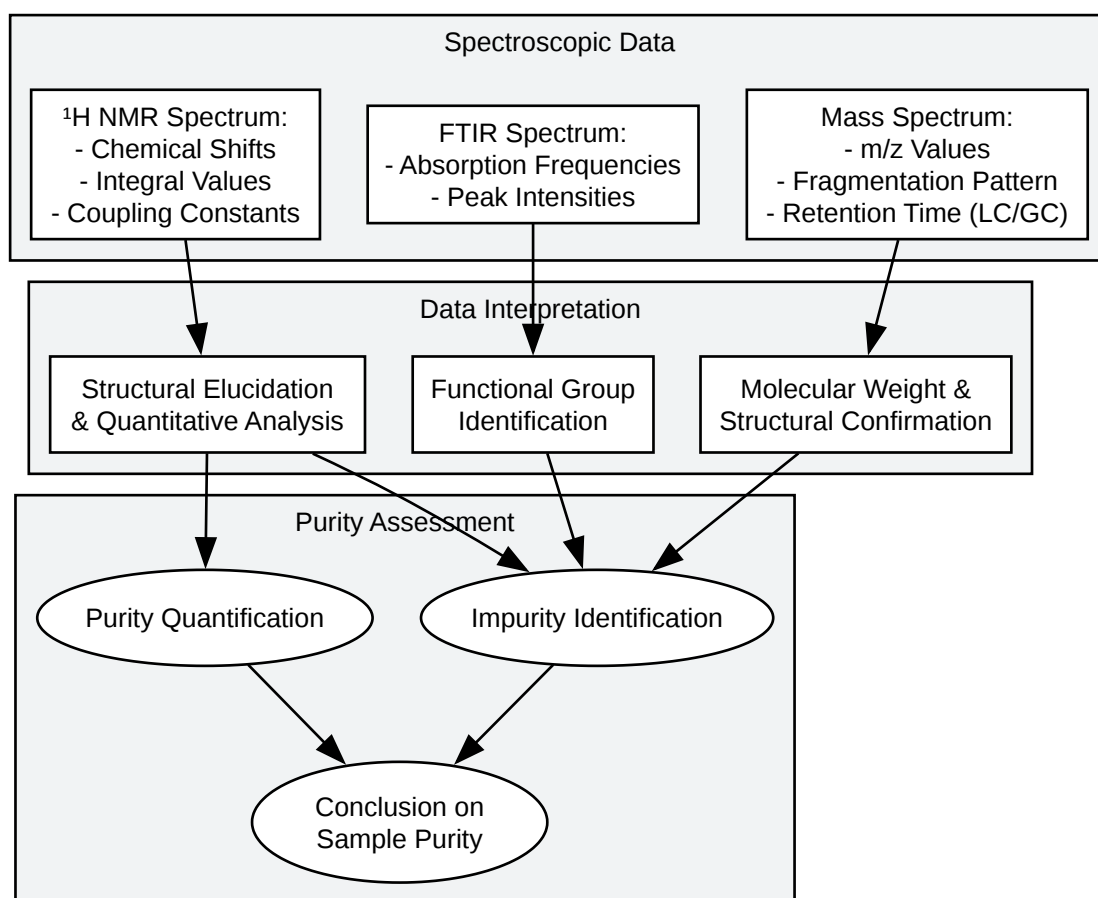 Spectroscopic Data
¹H NMR Spectrum:
- Chemical Shifts
- Integral Values
- Coupling Constants
FTIR Spectrum:
- Absorption Frequencies
- Peak Intensities
Mass Spectrum:
- m/z Values
- Fragmentation Pattern
- Retention Time (LC/GC)
Data Interpretation
Structural Elucidation
& Quantitative Analysis
Functional Group
Identification
Molecular Weight &
Structural Confirmation
Purity Assessment
Purity Quantification
Impurity Identification
Conclusion on
Sample Purity